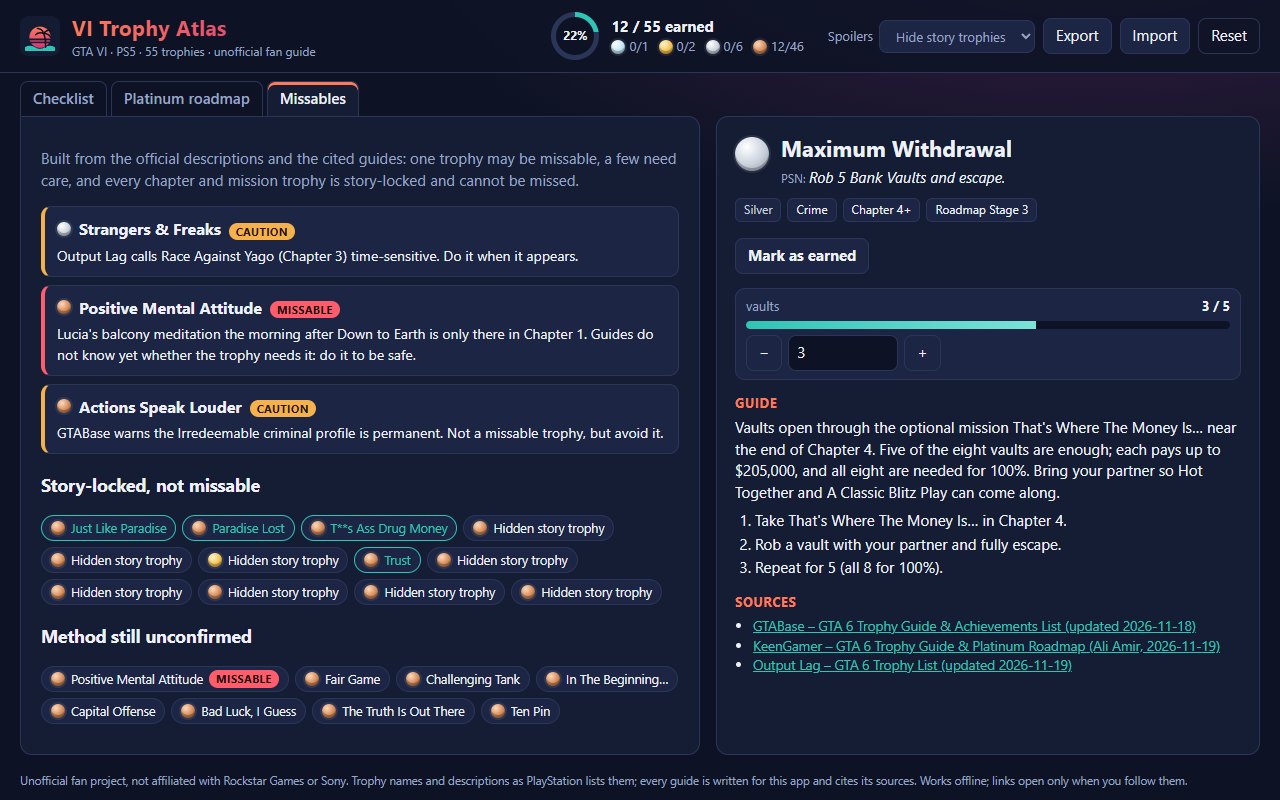 VI Trophy Atlas
GTA VI · PS5 · 55 trophies · unofficial fan guide
22%
12 / 55 earned
0/1 0/2 0/6 12/46
Spoilers Hide story trophies
Export Import Reset
Checklist Platinum roadmap Missables
Built from the official descriptions and the cited guides: one trophy may be missable, a few need
care, and every chapter and mission trophy is story-locked and cannot be missed.
Strangers & Freaks CAUTION
Output Lag calls Race Against Yago (Chapter 3) time-sensitive. Do it when it appears.
Positive Mental Attitude MISSABLE
Lucia's balcony meditation the morning after Down to Earth is only there in Chapter 1. Guides do
not know yet whether the trophy needs it: do it to be safe.
Actions Speak Louder CAUTION
GTABase warns the Irredeemable criminal profile is permanent. Not a missable trophy, but avoid it.
Story-locked, not missable
Just Like Paradise Paradise Lost T**s Ass Drug Money Hidden story trophy
Hidden story trophy Hidden story trophy Trust Hidden story trophy
Hidden story trophy Hidden story trophy Hidden story trophy Hidden story trophy
Method still unconfirmed
Positive Mental Attitude MISSABLE Fair Game Challenging Tank In The Beginning...
Capital Offense Bad Luck, I Guess The Truth Is Out There Ten Pin
Maximum Withdrawal
PSN: Rob 5 Bank Vaults and escape.
Silver Crime Chapter 4+ Roadmap Stage 3
Mark as earned
vaults 3 / 5
− 3 +
GUIDE
Vaults open through the optional mission That's Where The Money Is... near
the end of Chapter 4. Five of the eight vaults are enough; each pays up to
$205,000, and all eight are needed for 100%. Bring your partner so Hot
Together and A Classic Blitz Play can come along.
1. Take That's Where The Money Is... in Chapter 4.
2. Rob a vault with your partner and fully escape.
3. Repeat for 5 (all 8 for 100%).
SOURCES
• GTABase – GTA 6 Trophy Guide & Achievements List (updated 2026-11-18)
• KeenGamer – GTA 6 Trophy Guide & Platinum Roadmap (Ali Amir, 2026-11-19)
• Output Lag – GTA 6 Trophy List (updated 2026-11-19)
Unofficial fan project, not affiliated with Rockstar Games or Sony. Trophy names and descriptions as PlayStation lists them; every guide is written for this app and cites its sources. Works offline; links open only when you follow them.